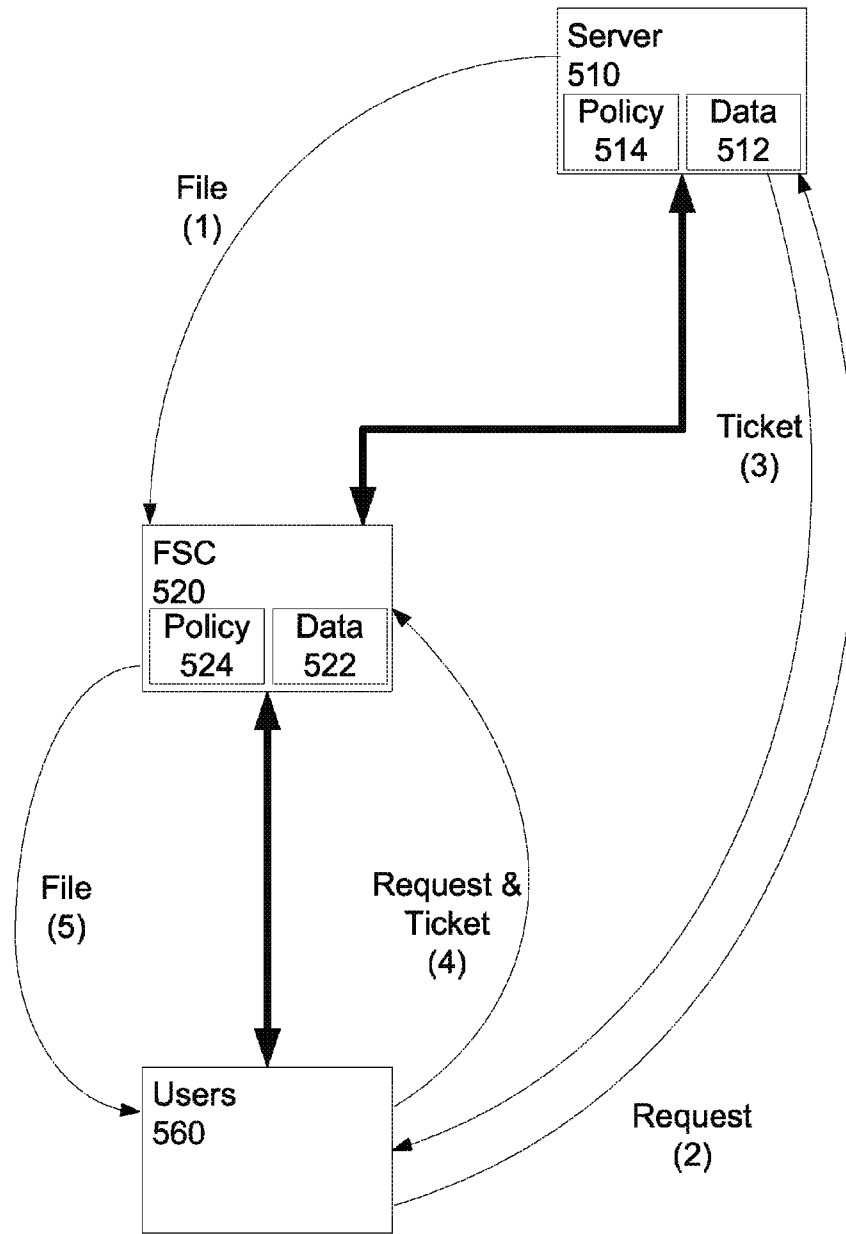 Server
510
Policy
514
Data
512
File
(1)
Ticket
(3)
FSC
520
Policy
524
Data
522
File
(5)
Request &
Ticket
(4)
Users
560
Request
(2)